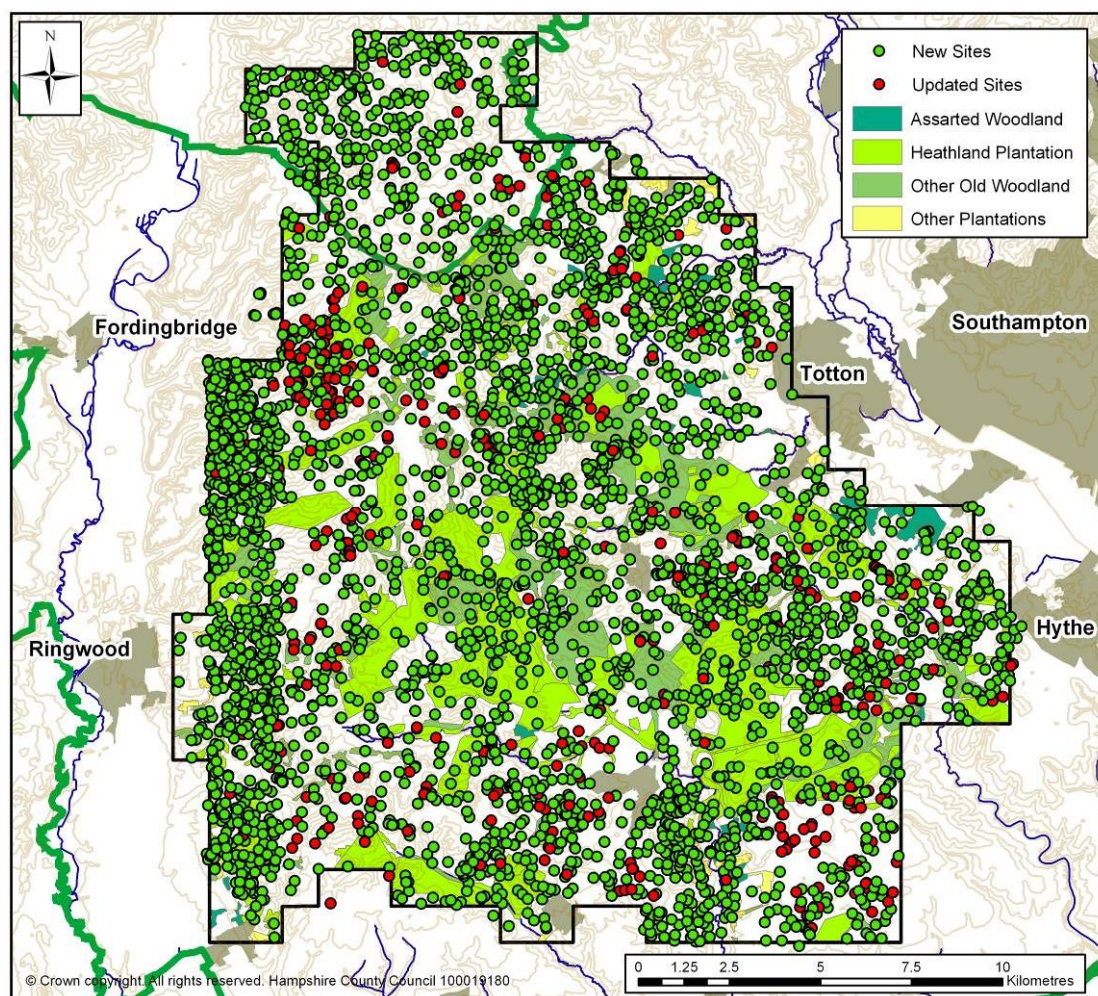 N
New Sites
Updated Sites
Assarted Woodland
Heathland Plantation
Other Old Woodland
Other Plantations
Fordingbridge
Southampton
Totton
Hythe
Ringwood
0 1.25 2.5 5 7.5 10
Kilometres
© Crown copyright. All rights reserved. Hampshire County Council 100019180